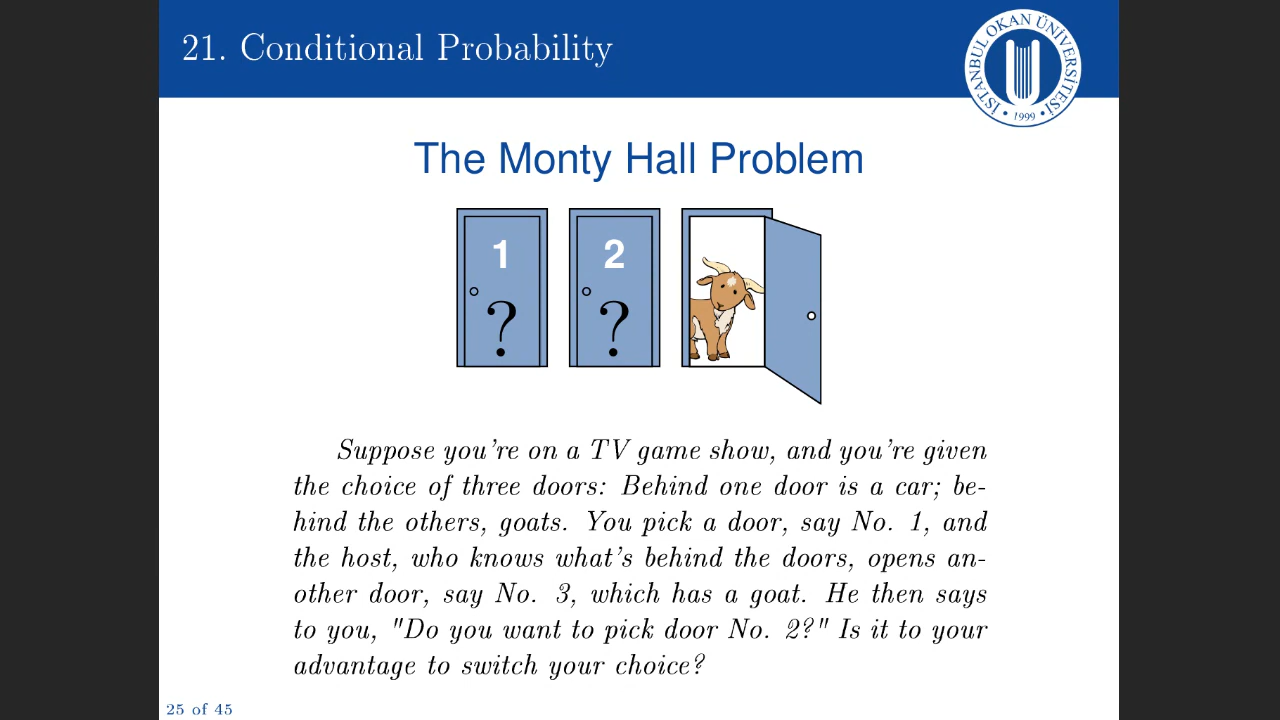 21. Conditional Probability
İSTANBUL OKAN ÜNİVERSİTESİ
• 1999 •
The Monty Hall Problem
1
2
?
?
Suppose you're on a TV game show, and you're given
the choice of three doors: Behind one door is a car; be-
hind the others, goats. You pick a door, say No. 1, and
the host, who knows what's behind the doors, opens an-
other door, say No. 3, which has a goat. He then says
to you, "Do you want to pick door No. 2?" Is it to your
advantage to switch your choice?
25 of 45